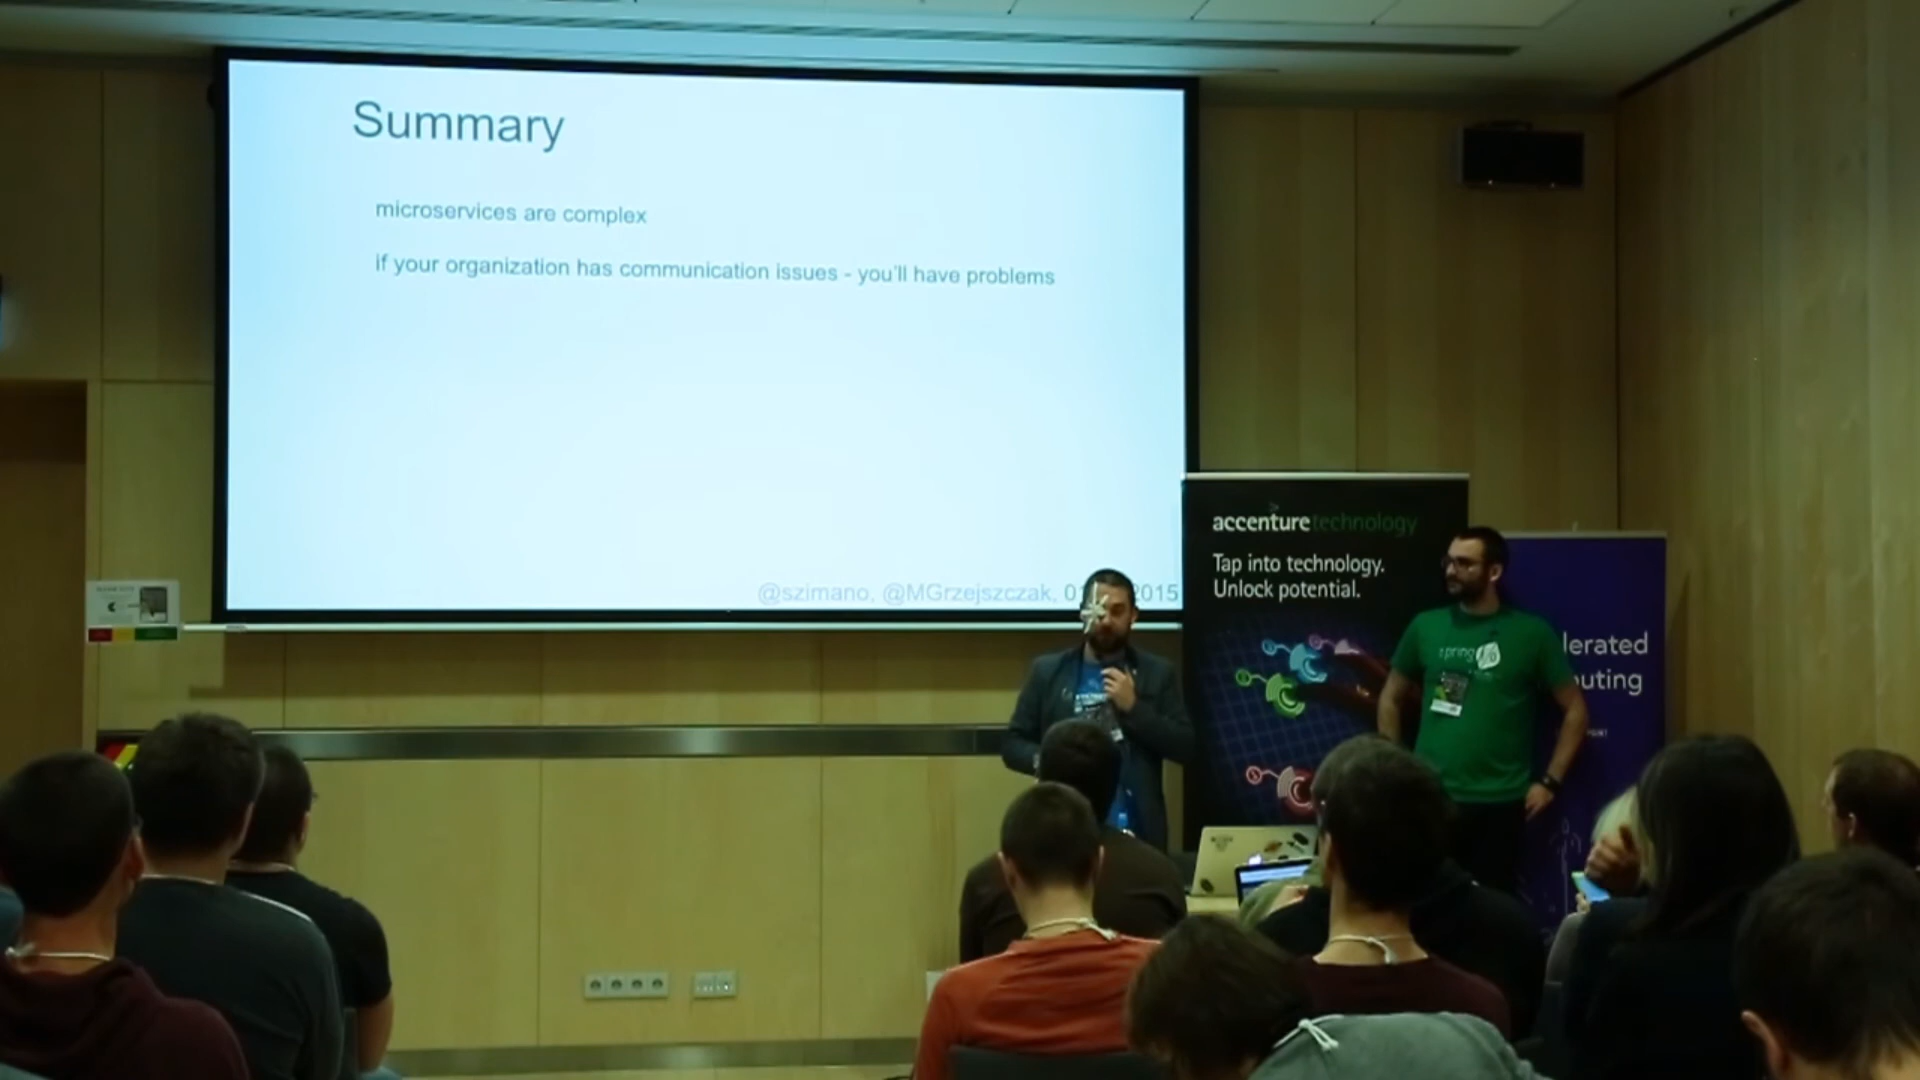 Summary
microservices are complex
if your organization has communication issues - you'll have problems
@szimano, @MGrzejszczak, 2015
accenturetechnology
Tap into technology.
Unlock potential.
lerated
uting